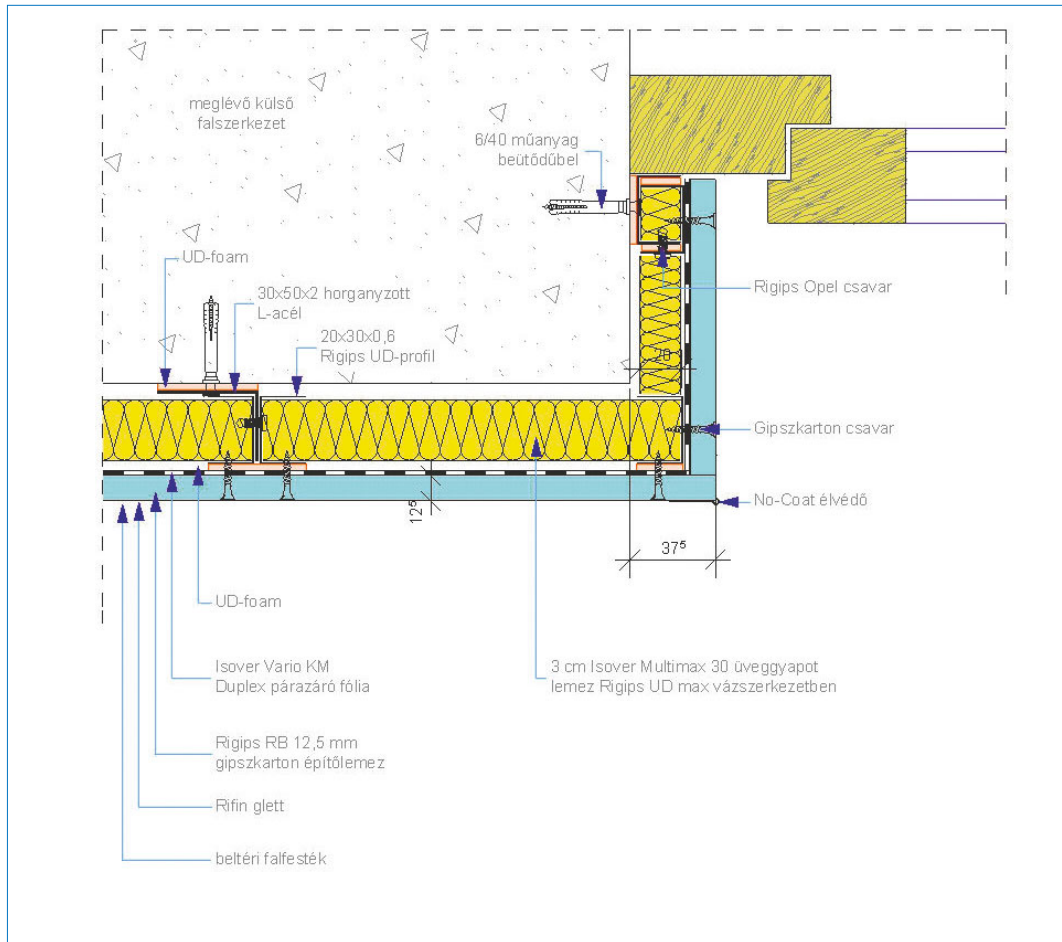 meglévő külső
falszerkezet
6/40 műanyag
beütődűbel
UD-foam
30x50x2 horganyzott
L-acél
20x30x0,6
Rigips UD-profil
Rigips Opel csavar
20
Gipszkarton csavar
No-Coat élvédő
12⁵
37⁵
UD-foam
Isover Vario KM
Duplex párazáró fólia
3 cm Isover Multimax 30 üveggyapot
lemez Rigips UD max vázszerkezetben
Rigips RB 12,5 mm
gipszkarton építőlemez
Rifin glett
beltéri falfesték